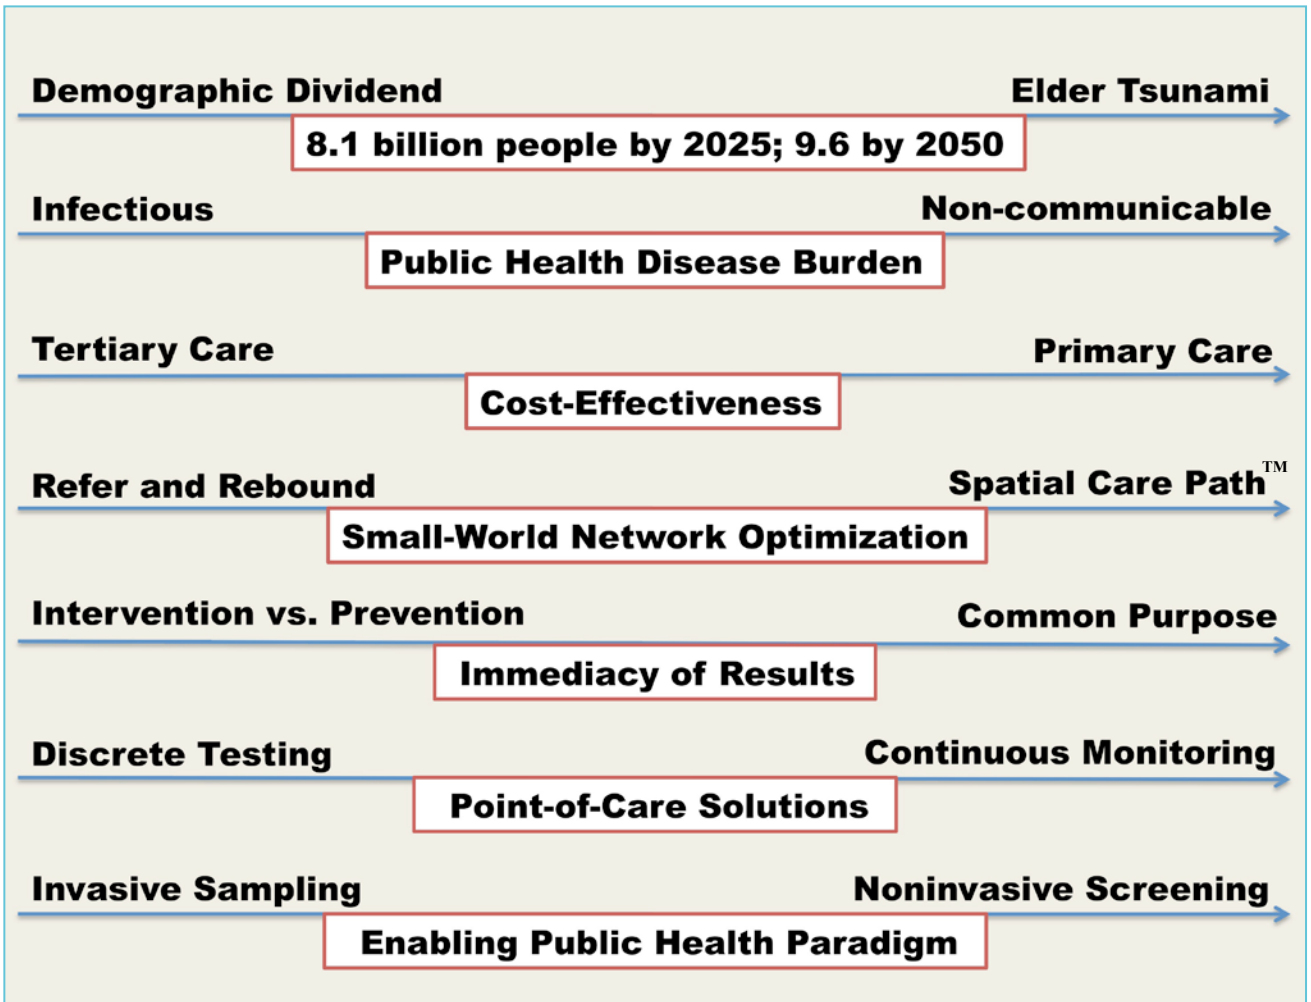 Demographic Dividend Elder Tsunami
8.1 billion people by 2025; 9.6 by 2050
Infectious Non-communicable
Public Health Disease Burden
Tertiary Care Primary Care
Cost-Effectiveness
Refer and Rebound Spatial Care Path™
Small-World Network Optimization
Intervention vs. Prevention Common Purpose
Immediacy of Results
Discrete Testing Continuous Monitoring
Point-of-Care Solutions
Invasive Sampling Noninvasive Screening
Enabling Public Health Paradigm